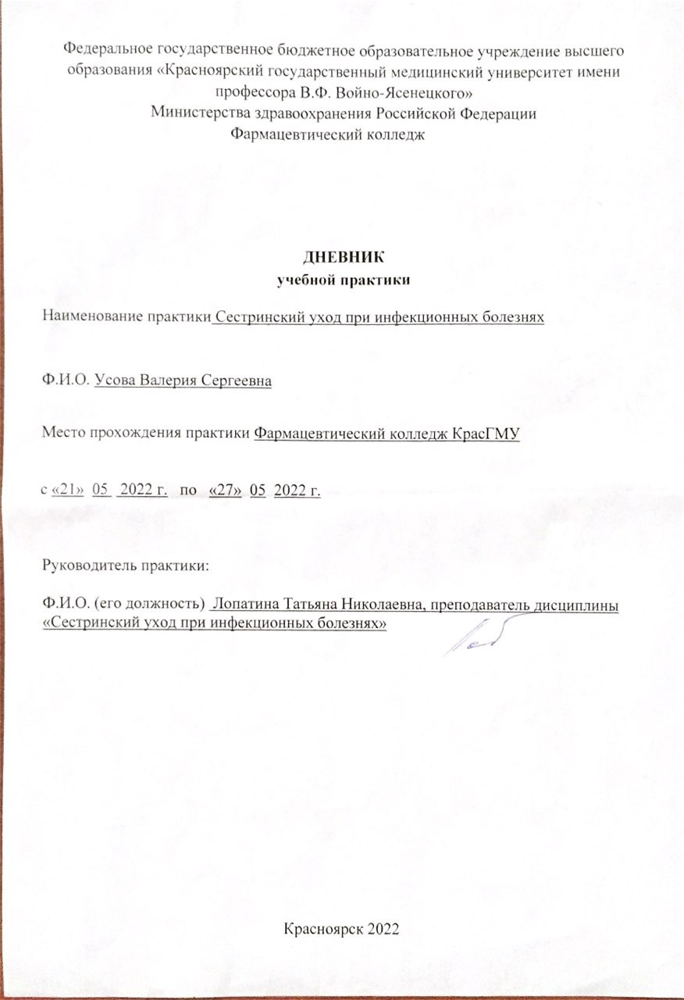 Федеральное государственное бюджетное образовательное учреждение высшего
образования «Красноярский государственный медицинский университет имени
профессора В.Ф. Войно-Ясенецкого»
Министерства здравоохранения Российской Федерации
Фармацевтический колледж
ДНЕВНИК
учебной практики
Наименование практики Сестринский уход при инфекционных болезнях
Ф.И.О. Усова Валерия Сергеевна
Место прохождения практики Фармацевтический колледж КрасГМУ
с «21» 05 2022 г. по «27» 05 2022 г.
Руководитель практики:
Ф.И.О. (его должность) Лопатина Татьяна Николаевна, преподаватель дисциплины
«Сестринский уход при инфекционных болезнях»
Красноярск 2022